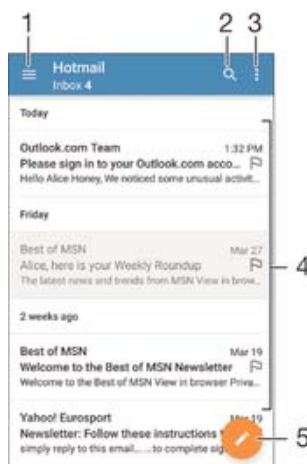 1 2 3
Hotmail
Inbox 4
Today
Outlook.com Team 1:32 PM
Please sign in to your Outlook.com acco...
Hello Alice Honey, We noticed some unusual activit...
Friday
Best of MSN Mar 27
Alice, here is your Weekly Roundup
The latest news and trends from MSN View in brow...
4
2 weeks ago
Best of MSN Mar 19
Welcome to the Best of MSN Newsletter
Welcome to the Best of MSN View in browser Priva...
Yahoo! Eurosport Mar 19
Newsletter: Follow these instructions
5
simply reply to this email... ...to complete